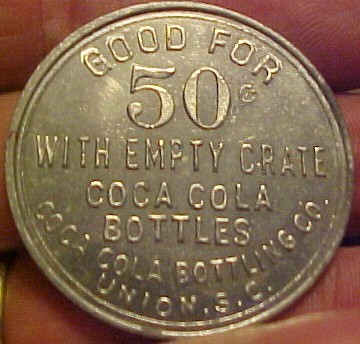 GOOD FOR
50¢
WITH EMPTY CRATE
COCA COLA
BOTTLES
COCA COLA BOTTLING CO.
UNION, S.C.